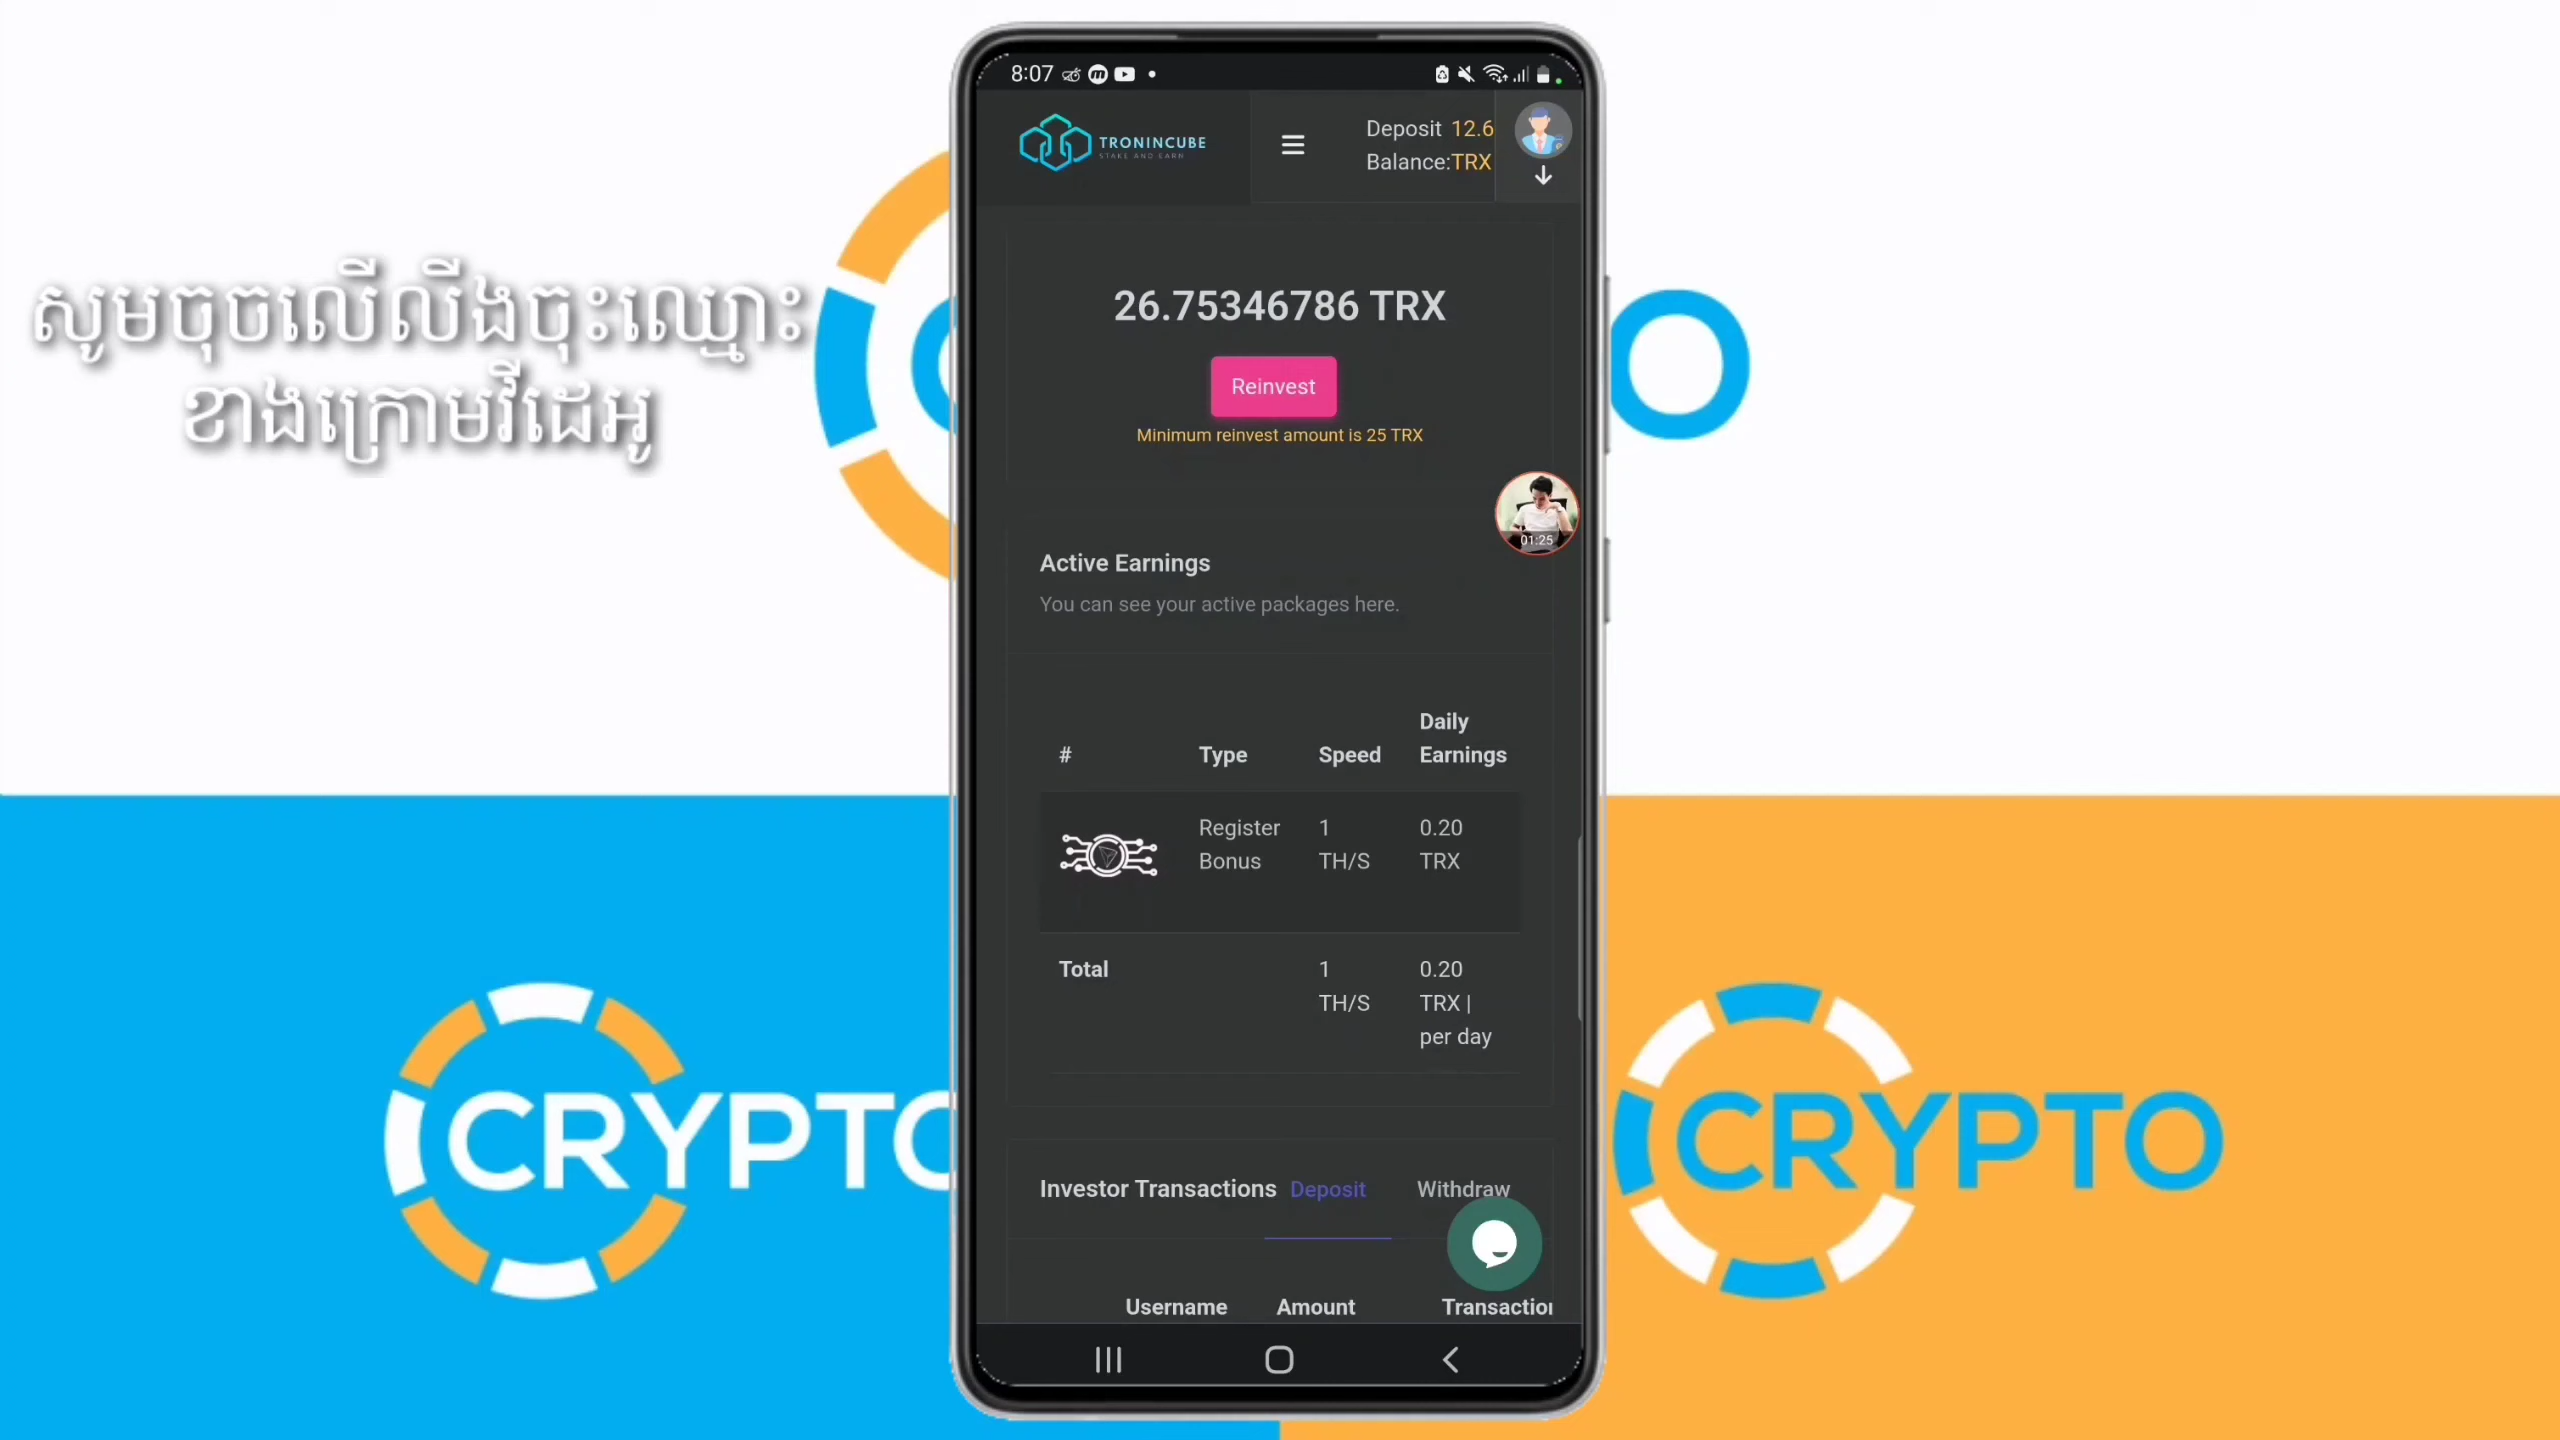 សូមចុចលើលីងចុះឈ្មោះ
ខាងក្រោមវីដេអូ
8:07
TRONINCUBE
STAKE AND EARN
Deposit 12.6
Balance:TRX
26.75346786 TRX
Reinvest
Minimum reinvest amount is 25 TRX
01:25
Active Earnings
You can see your active packages here.
# Type Speed Daily Earnings
Register Bonus 1 TH/S 0.20 TRX
Total 1 TH/S 0.20 TRX | per day
Investor Transactions Deposit Withdraw
Username Amount
CRYPTO
CRYPTO